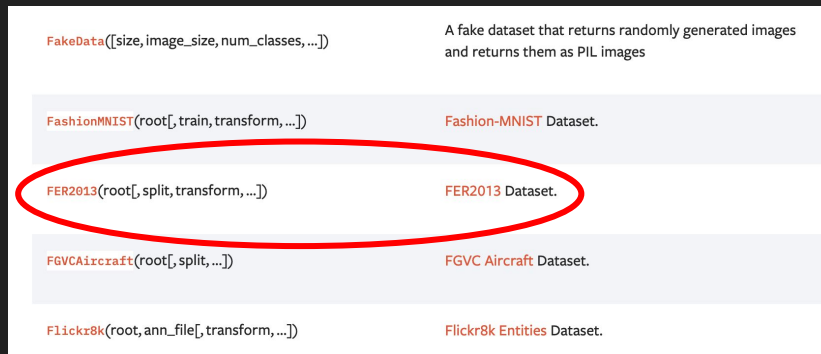 FakeData([size, image_size, num_classes, ...])
A fake dataset that returns randomly generated images
and returns them as PIL images
FashionMNIST(root[, train, transform, ...])
Fashion-MNIST Dataset.
FER2013(root[, split, transform, ...])
FER2013 Dataset.
FGVCAircraft(root[, split, ...])
FGVC Aircraft Dataset.
Flickr8k(root, ann_file[, transform, ...])
Flickr8k Entities Dataset.